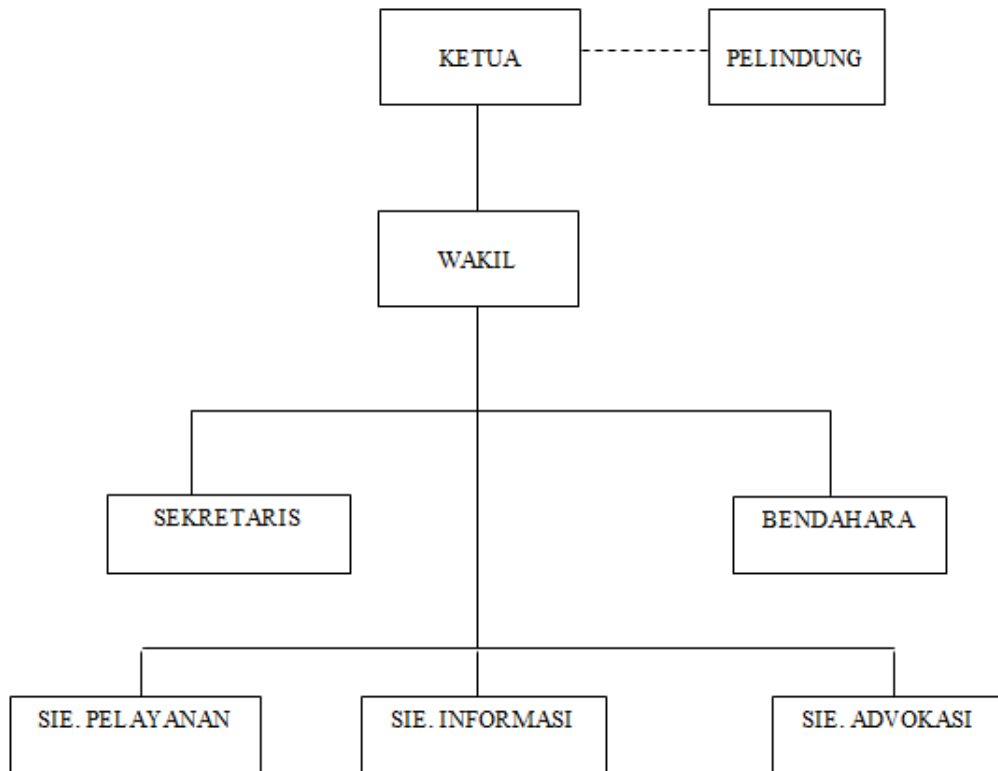 KETUA
PELINDUNG
WAKIL
SEKRETARIS
BENDAHARA
SIE. PELAYANAN
SIE. INFORMASI
SIE. ADVOKASI